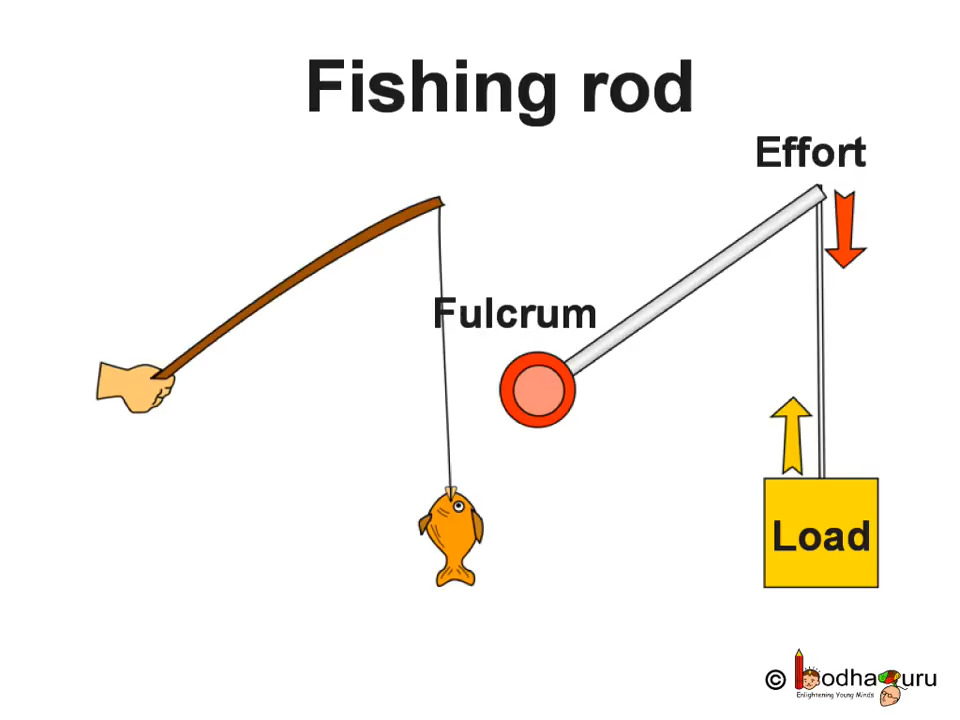 Fishing rod
Effort
Fulcrum
Load
© bodhaguru
Enlightening Young Minds